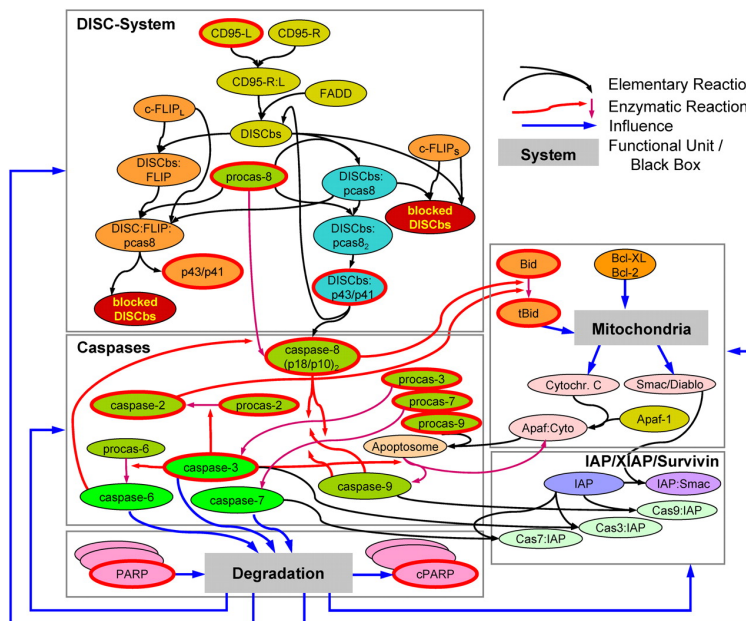 DISC-System
CD95-L
CD95-R
CD95-R:L
FADD
c-FLIPL
DISCbs
c-FLIPS
DISCbs:
FLIP
procas-8
DISCbs:
pcas8
blocked
DISCbs
DISC:FLIP:
pcas8
DISCbs:
pcas82
p43/p41
DISCbs:
p43/p41
blocked
DISCbs
Elementary Reaction
Enzymatic Reaction
Influence
System
Functional Unit /
Black Box
Bid
Bcl-XL
Bcl-2
tBid
Mitochondria
Cytochr. C
Smac/Diablo
Apaf:Cyto
Apaf-1
Caspases
caspase-8
(p18/p10)2
procas-3
procas-7
procas-9
caspase-2
procas-2
procas-6
Apoptosome
caspase-3
caspase-6
caspase-7
caspase-9
IAP/XIAP/Survivin
IAP
IAP:Smac
Cas9:IAP
Cas3:IAP
Cas7:IAP
PARP
Degradation
cPARP